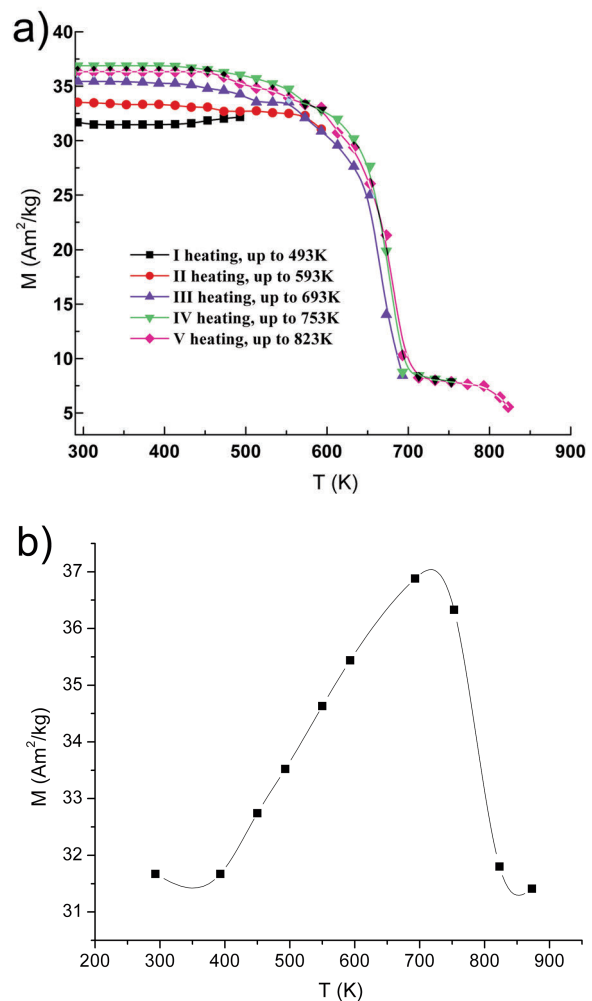 a)
40
35
30
25
20
15
10
5
M (Am²/kg)
I heating, up to 493K
II heating, up to 593K
III heating, up to 693K
IV heating, up to 753K
V heating, up to 823K
300 400 500 600 700 800 900
T (K)
b)
37
36
35
34
33
32
31
M (Am²/kg)
200 300 400 500 600 700 800 900
T (K)